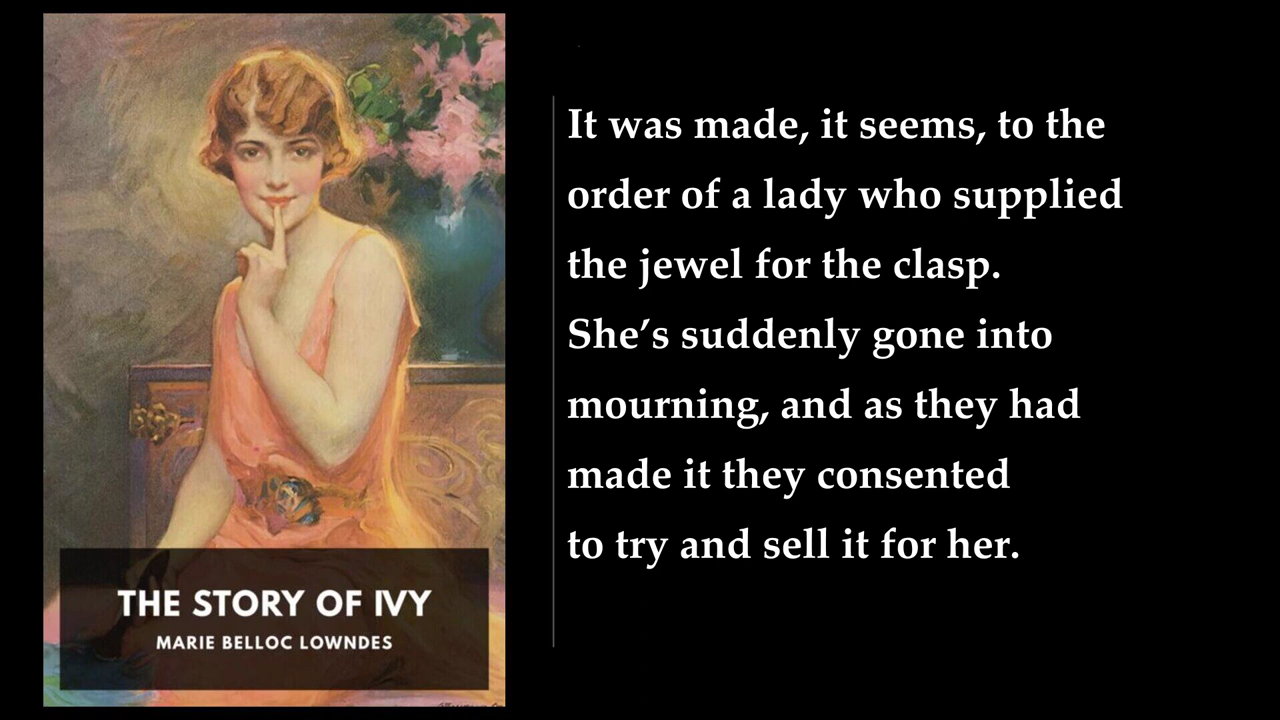 It was made, it seems, to the
order of a lady who supplied
the jewel for the clasp.
She’s suddenly gone into
mourning, and as they had
made it they consented
to try and sell it for her.
THE STORY OF IVY
MARIE BELLOC LOWNDES